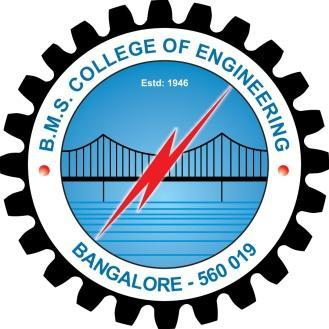 B.M.S. COLLEGE OF ENGINEERING
Estd: 1946
BANGALORE - 560 019